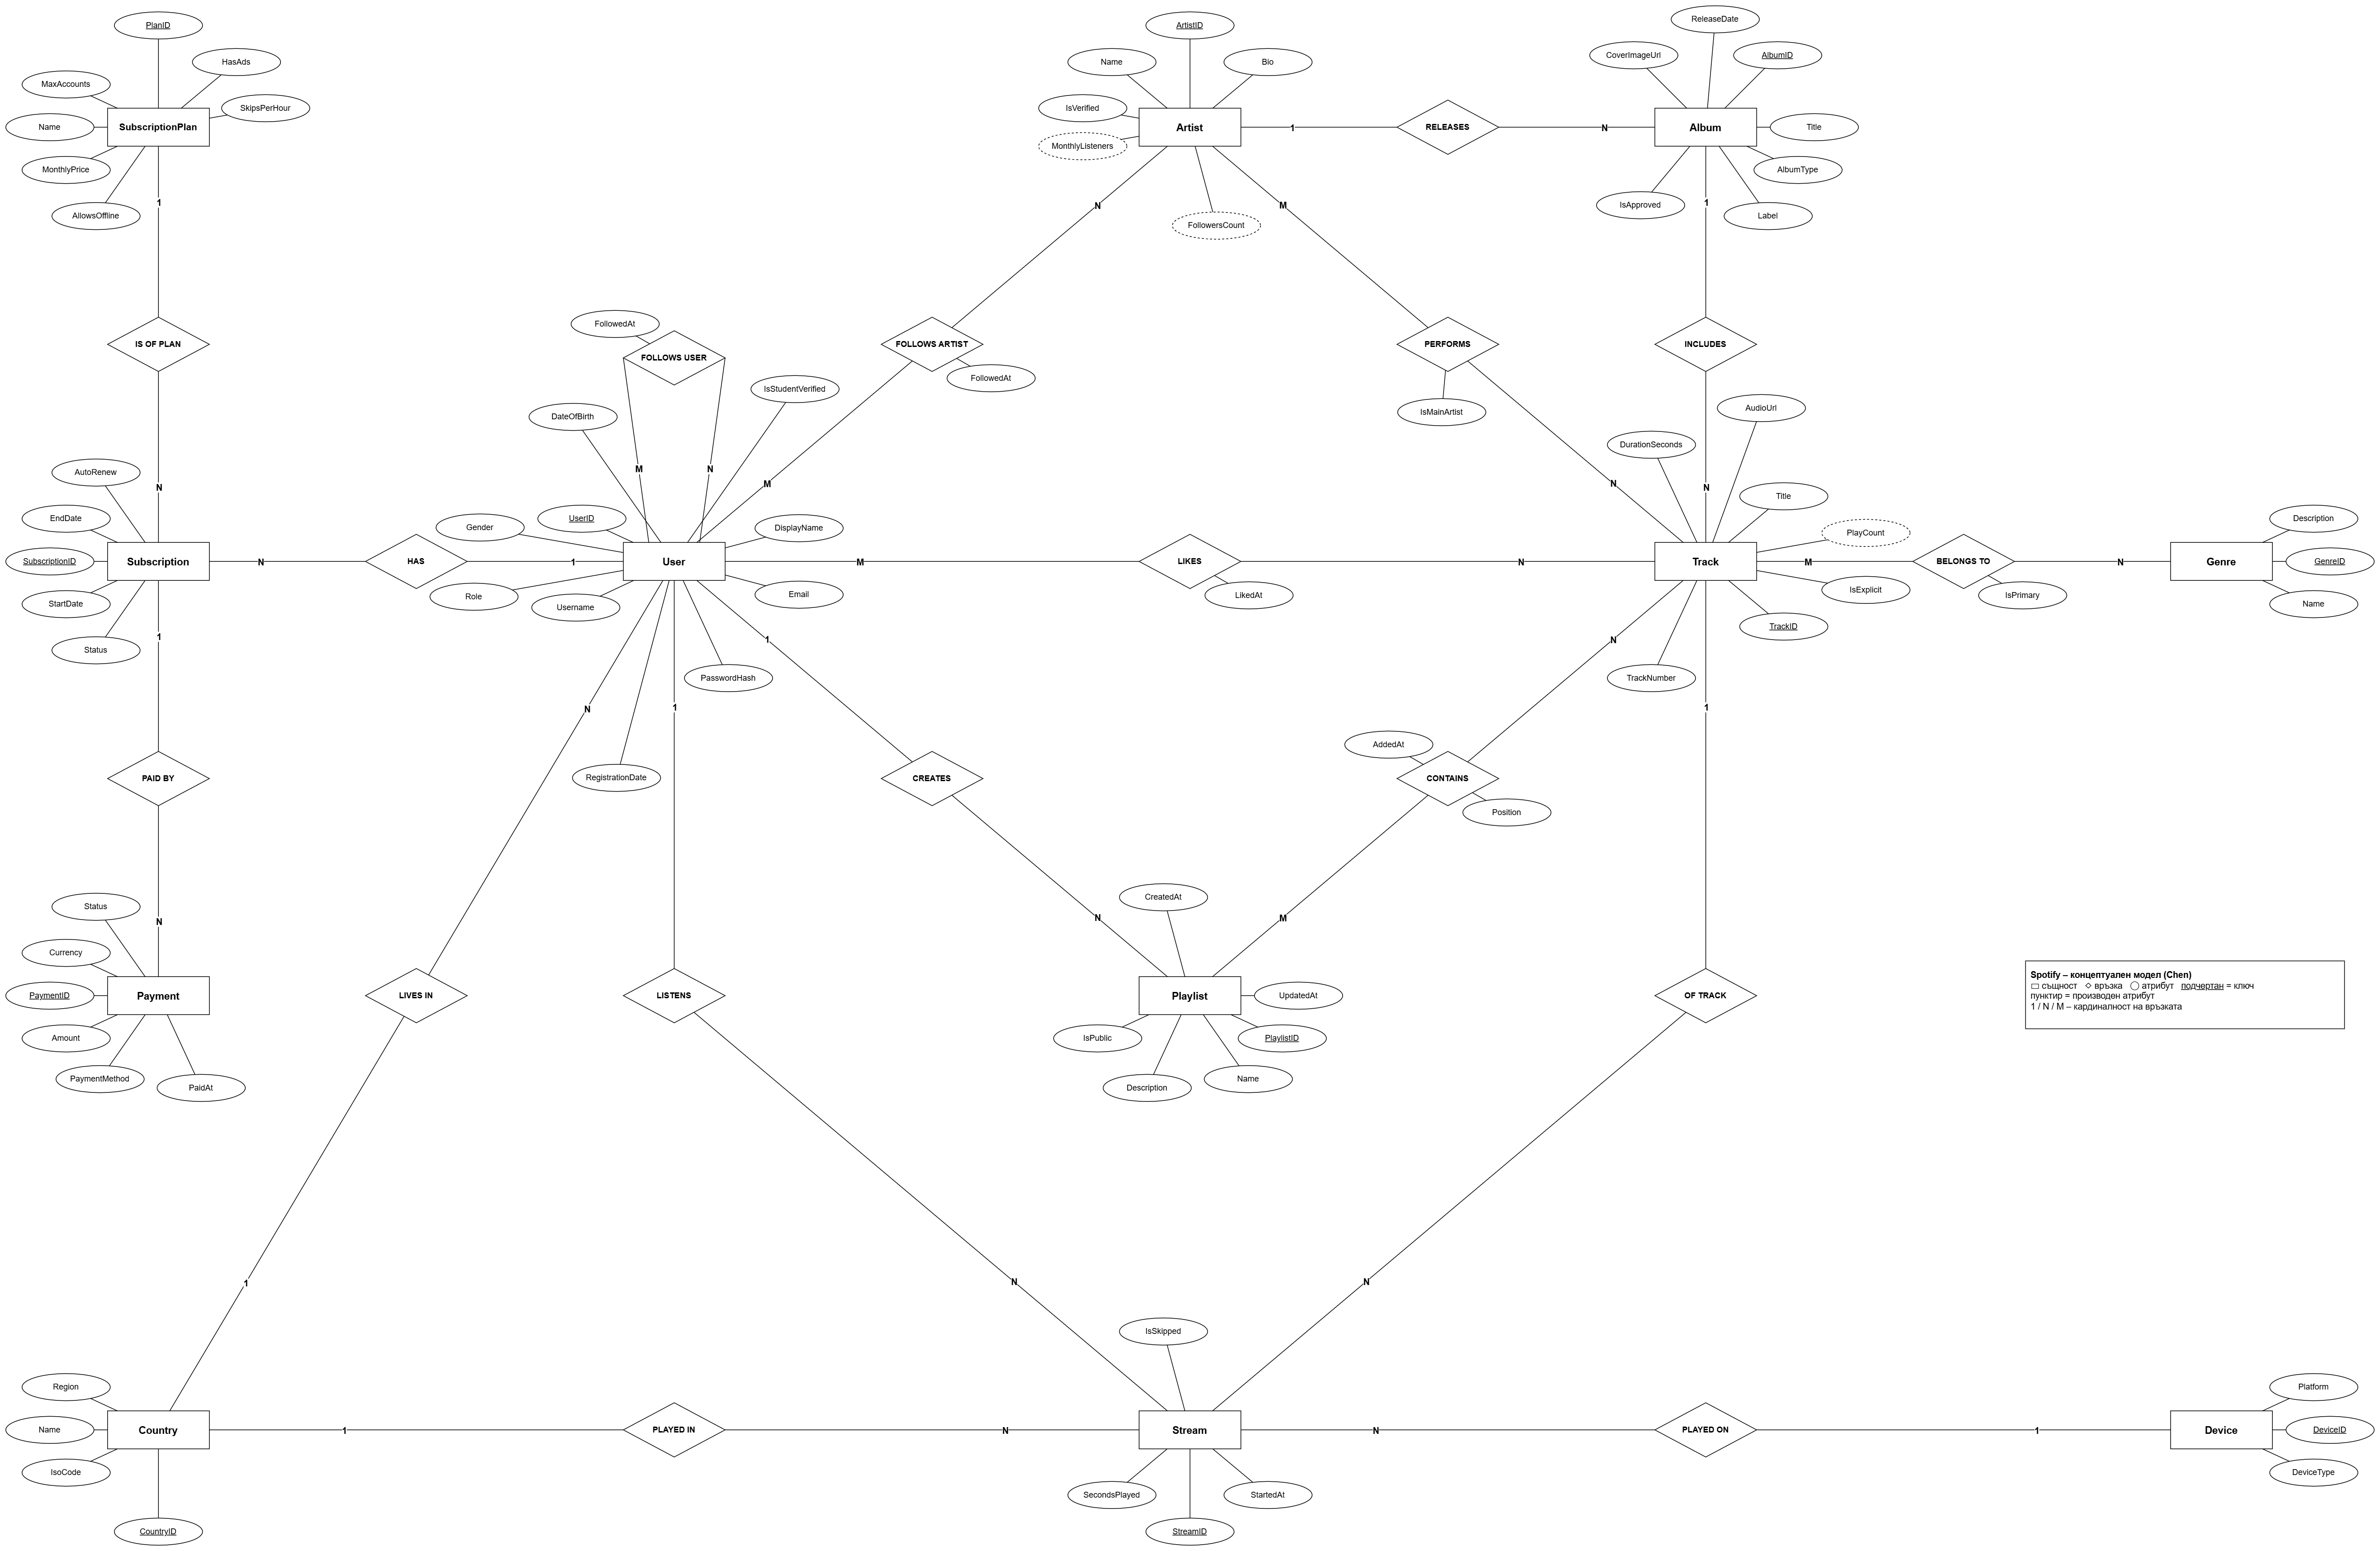 PlanID
HasAds
MaxAccounts
SkipsPerHour
Name
SubscriptionPlan
MonthlyPrice
AllowsOffline
1
IS OF PLAN
N
ArtistID
Name
Bio
IsVerified
MonthlyListeners
Artist
FollowersCount
1
RELEASES
N
ReleaseDate
CoverImageUrl
AlbumID
Album
Title
AlbumType
IsApproved
Label
1
INCLUDES
N
N
FOLLOWS ARTIST
FollowedAt
M
M
PERFORMS
IsMainArtist
N
FollowedAt
FOLLOWS USER
M
N
IsStudentVerified
DateOfBirth
AutoRenew
EndDate
SubscriptionID
Subscription
StartDate
Status
N
HAS
1
Gender
UserID
DisplayName
User
Role
Username
Email
PasswordHash
RegistrationDate
M
LIKES
LikedAt
N
AudioUrl
DurationSeconds
Title
PlayCount
Track
IsExplicit
TrackID
TrackNumber
M
BELONGS TO
IsPrimary
N
Description
Genre
GenreID
Name
1
PAID BY
N
Status
Currency
PaymentID
Payment
Amount
PaymentMethod
PaidAt
N
LIVES IN
1
1
LISTENS
N
1
CREATES
N
N
AddedAt
CONTAINS
Position
M
CreatedAt
Playlist
UpdatedAt
IsPublic
PlaylistID
Description
Name
1
OF TRACK
N
Spotify – концептуален модел (Chen)
□ същност ◇ връзка ◯ атрибут подчертан = ключ
пунктир = производен атрибут
1 / N / M – кардиналност на връзката
Region
Name
Country
IsoCode
CountryID
1
PLAYED IN
N
IsSkipped
Stream
SecondsPlayed
StartedAt
StreamID
N
PLAYED ON
1
Platform
Device
DeviceID
DeviceType